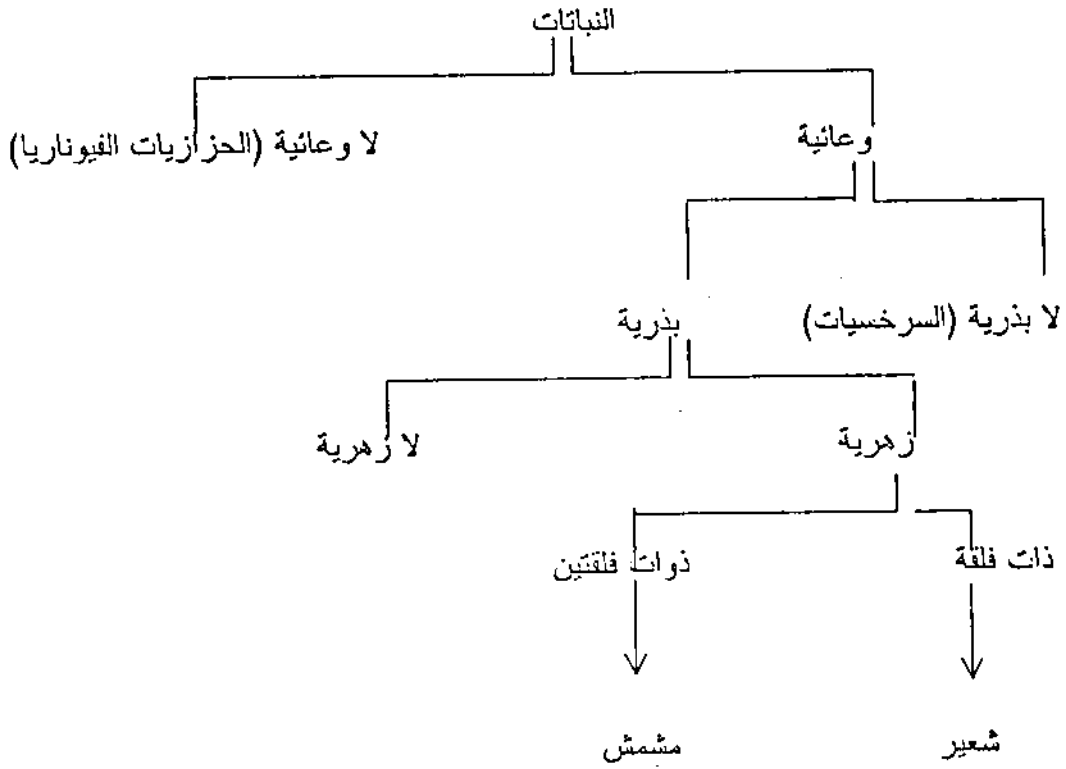 النباتات
وعائية
لا وعائية (الحزازيات الفيوناريا)
لا بذرية (السرخسيات)
بذرية
زهرية
لا زهرية
ذات فلقة
ذوات فلقتين
شعير
مشمش